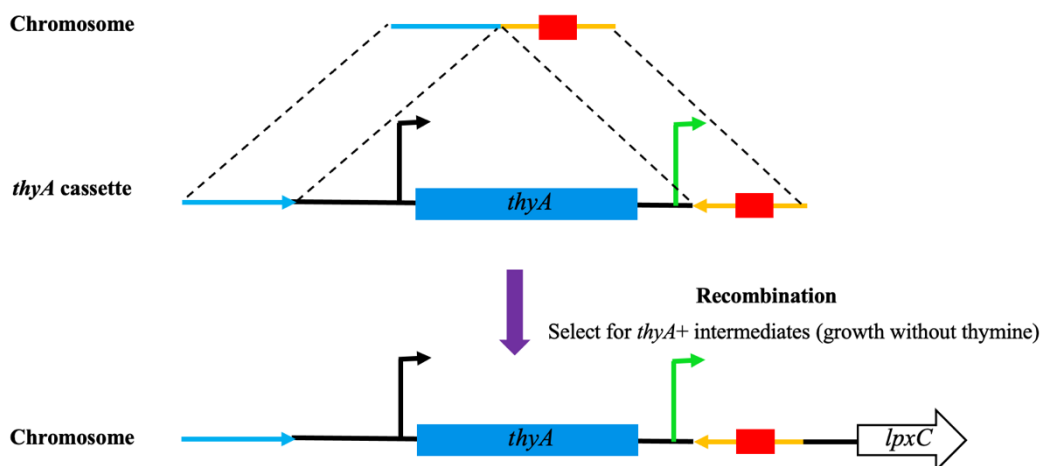 Chromosome
thyA cassette
thyA
Recombination
Select for thyA+ intermediates (growth without thymine)
Chromosome
thyA
lpxC